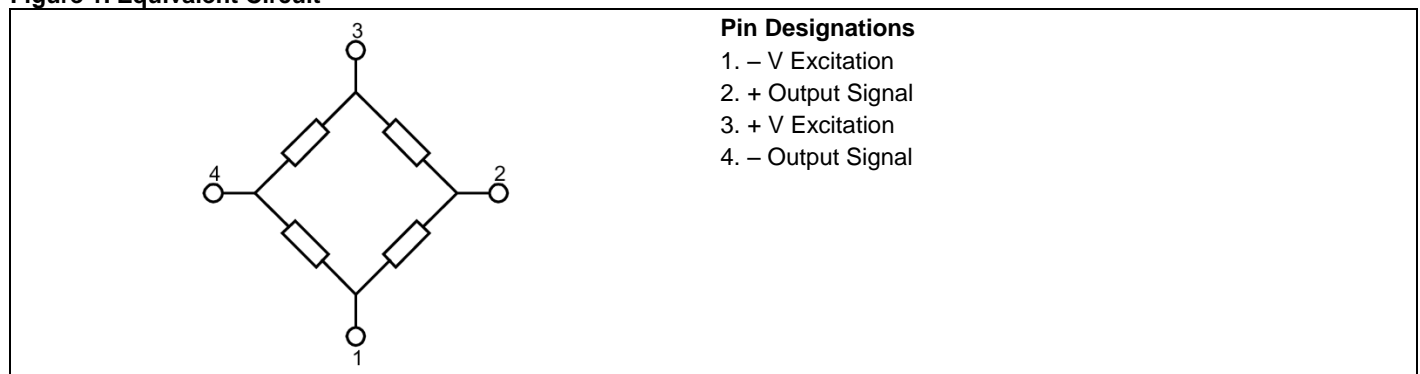 Figure 1. Equivalent Circuit
3
4
2
1
Pin Designations
1. – V Excitation
2. + Output Signal
3. + V Excitation
4. – Output Signal